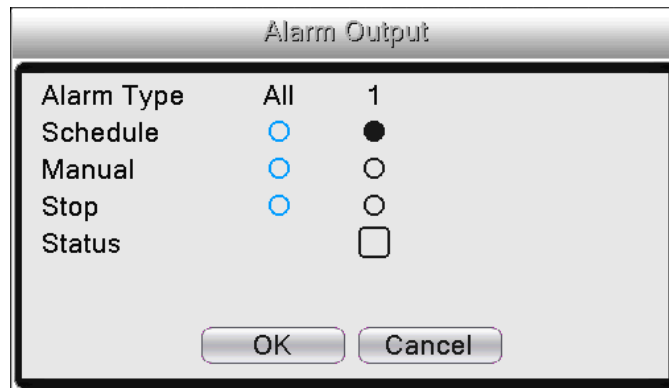 Alarm Output
Alarm Type All 1
Schedule
Manual
Stop
Status
OK Cancel